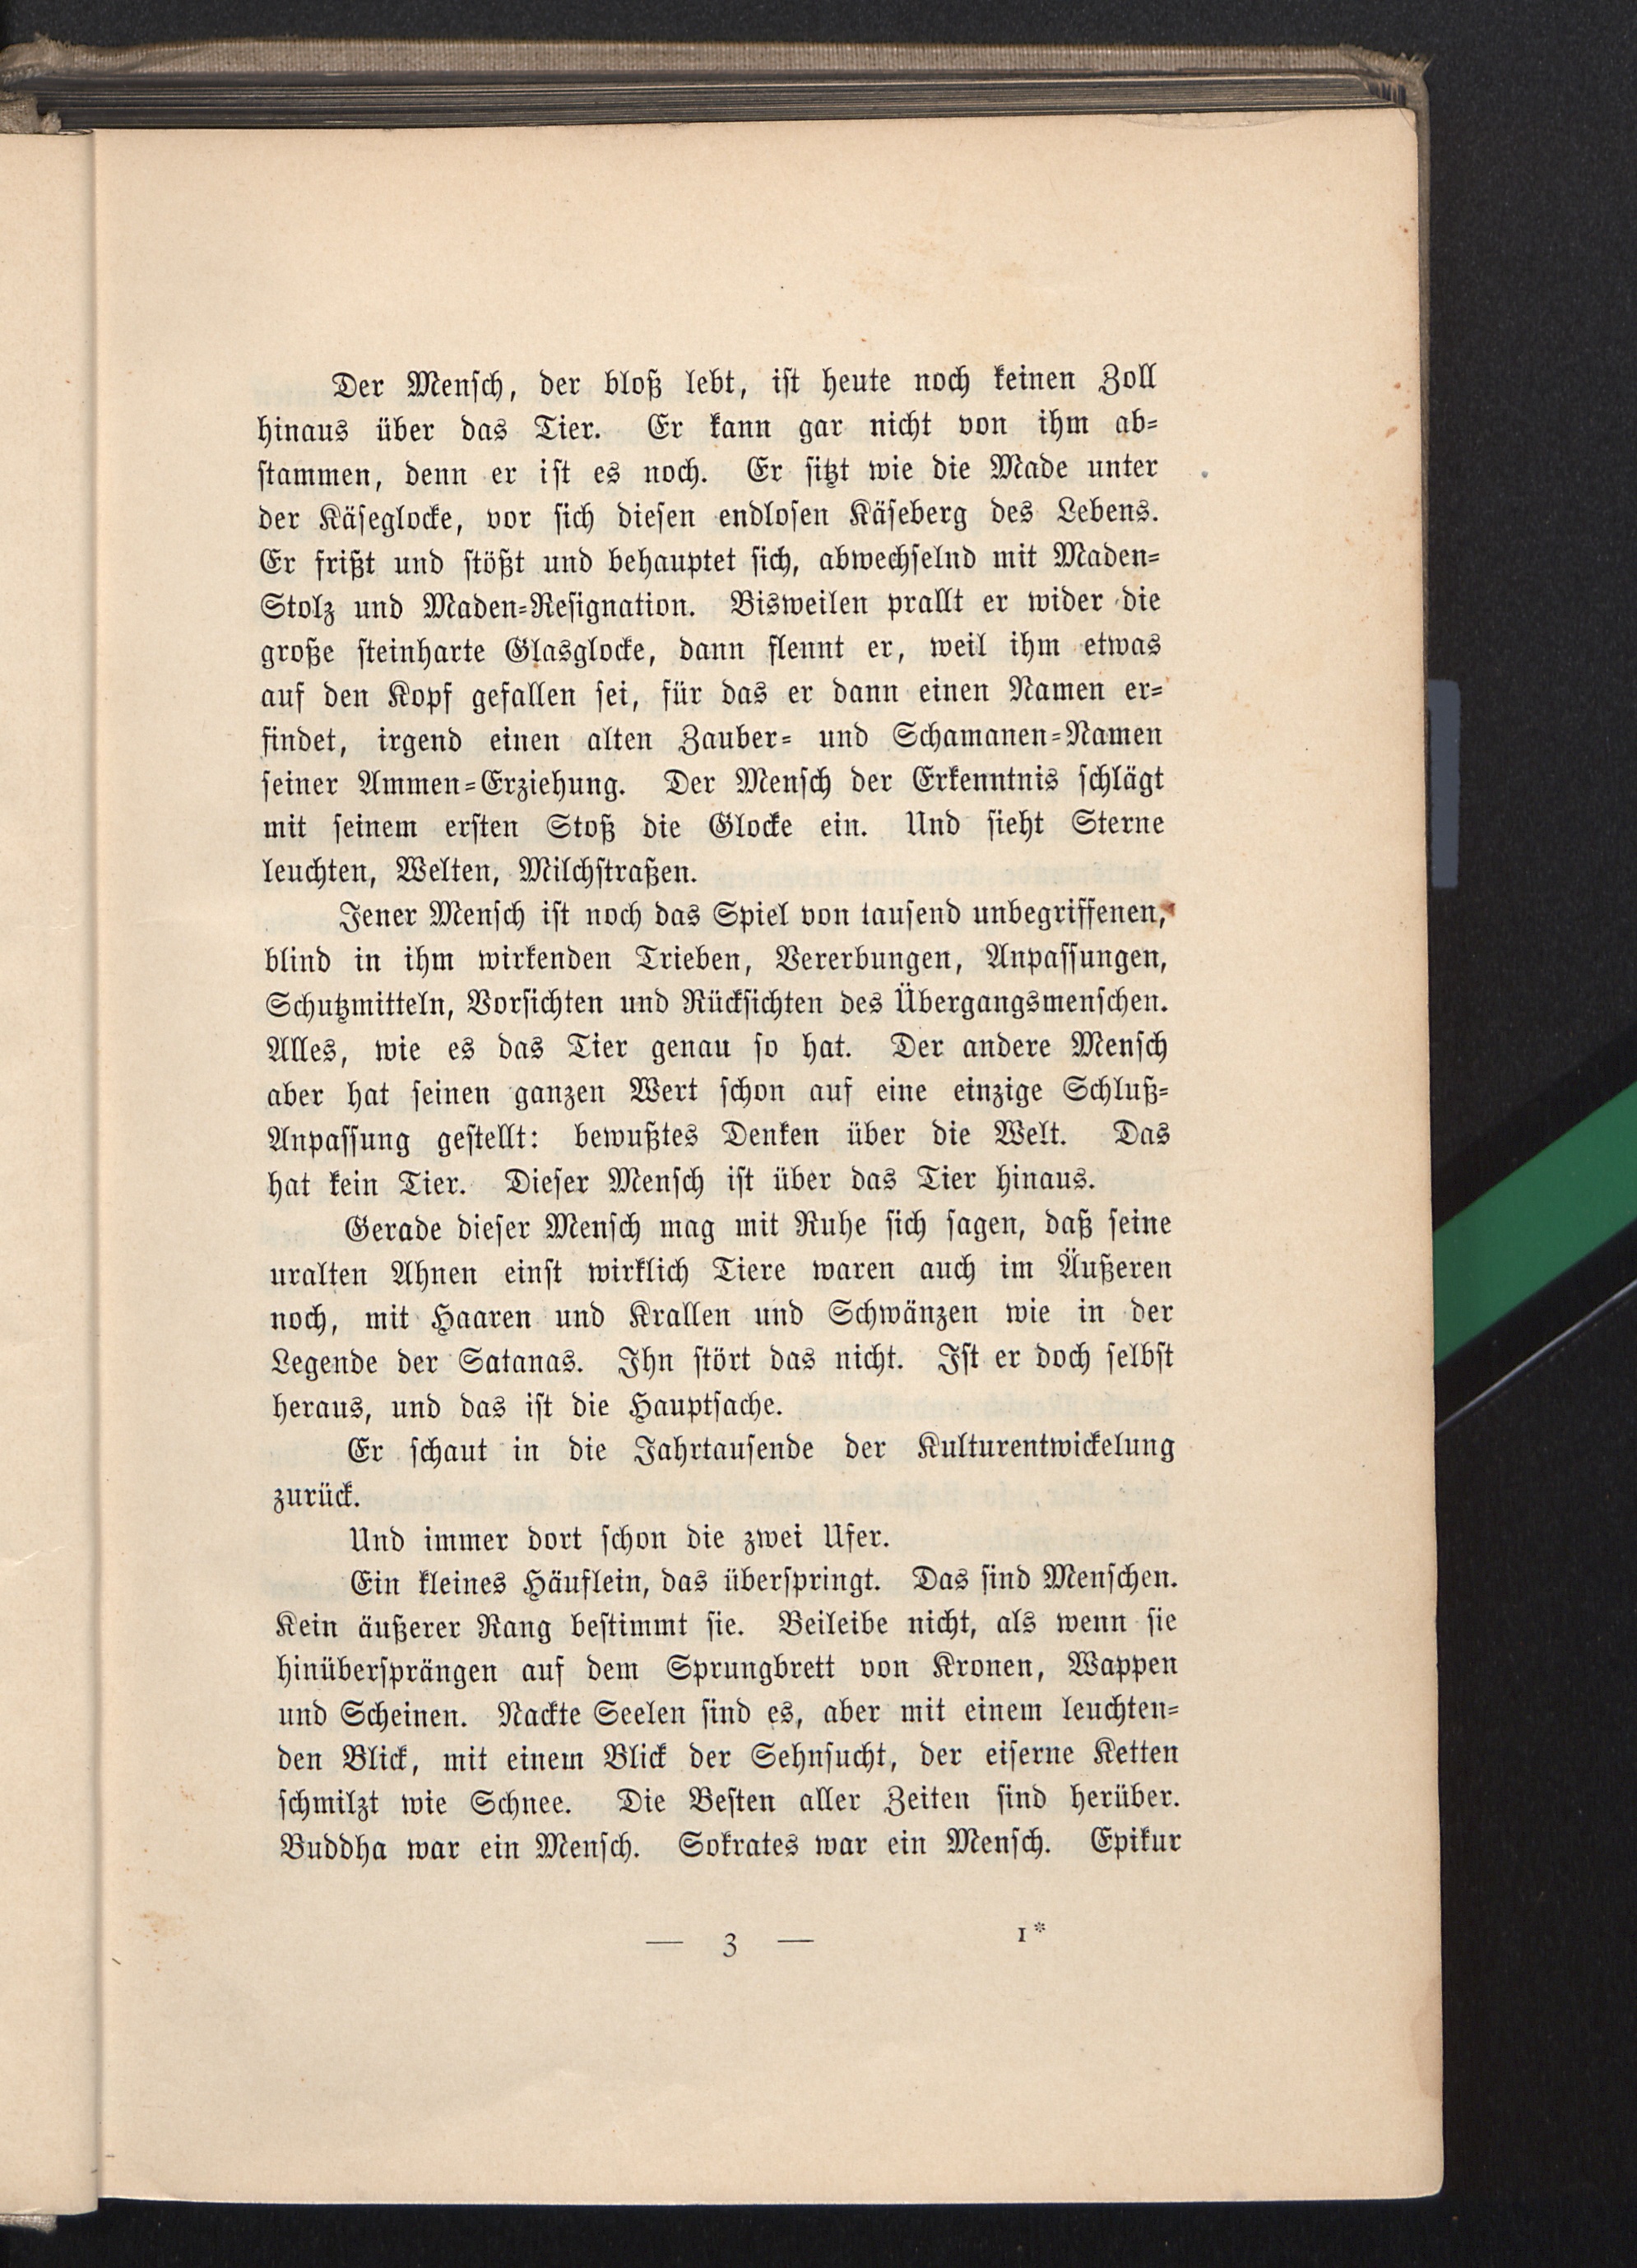 Der Mensch, der bloß lebt, ist heute noch keinen Zoll
hinaus über das Tier. Er kann gar nicht von ihm ab-
stammen, denn er ist es noch. Er sitzt wie die Made unter
der Käseglocke, vor sich diesen endlosen Käseberg des Lebens.
Er frißt und stößt und behauptet sich, abwechselnd mit Maden-
Stolz und Maden-Resignation. Bisweilen prallt er wider die
große steinharte Glasglocke, dann flennt er, weil ihm etwas
auf den Kopf gefallen sei, für das er dann einen Namen er-
findet, irgend einen alten Zauber- und Schamanen-Namen
seiner Ammen-Erziehung. Der Mensch der Erkenntnis schlägt
mit seinem ersten Stoß die Glocke ein. Und sieht Sterne
leuchten, Welten, Milchstraßen.
Jener Mensch ist noch das Spiel von tausend unbegriffenen,
blind in ihm wirkenden Trieben, Vererbungen, Anpassungen,
Schutzmitteln, Vorsichten und Rücksichten des Übergangsmenschen.
Alles, wie es das Tier genau so hat. Der andere Mensch
aber hat seinen ganzen Wert schon auf eine einzige Schluß-
Anpassung gestellt: bewußtes Denken über die Welt. Das
hat kein Tier. Dieser Mensch ist über das Tier hinaus.
Gerade dieser Mensch mag mit Ruhe sich sagen, daß seine
uralten Ahnen einst wirklich Tiere waren auch im Äußeren
noch, mit Haaren und Krallen und Schwänzen wie in der
Legende der Satanas. Ihn stört das nicht. Ist er doch selbst
heraus, und das ist die Hauptsache.
Er schaut in die Jahrtausende der Kulturentwickelung
zurück.
Und immer dort schon die zwei Ufer.
Ein kleines Häuflein, das überspringt. Das sind Menschen.
Kein äußerer Rang bestimmt sie. Beileibe nicht, als wenn sie
hinübersprängen auf dem Sprungbrett von Kronen, Wappen
und Scheinen. Nackte Seelen sind es, aber mit einem leuchten-
den Blick, mit einem Blick der Sehnsucht, der eiserne Ketten
schmilzt wie Schnee. Die Besten aller Zeiten sind herüber.
Buddha war ein Mensch. Sokrates war ein Mensch. Epikur
— 3 — 1*